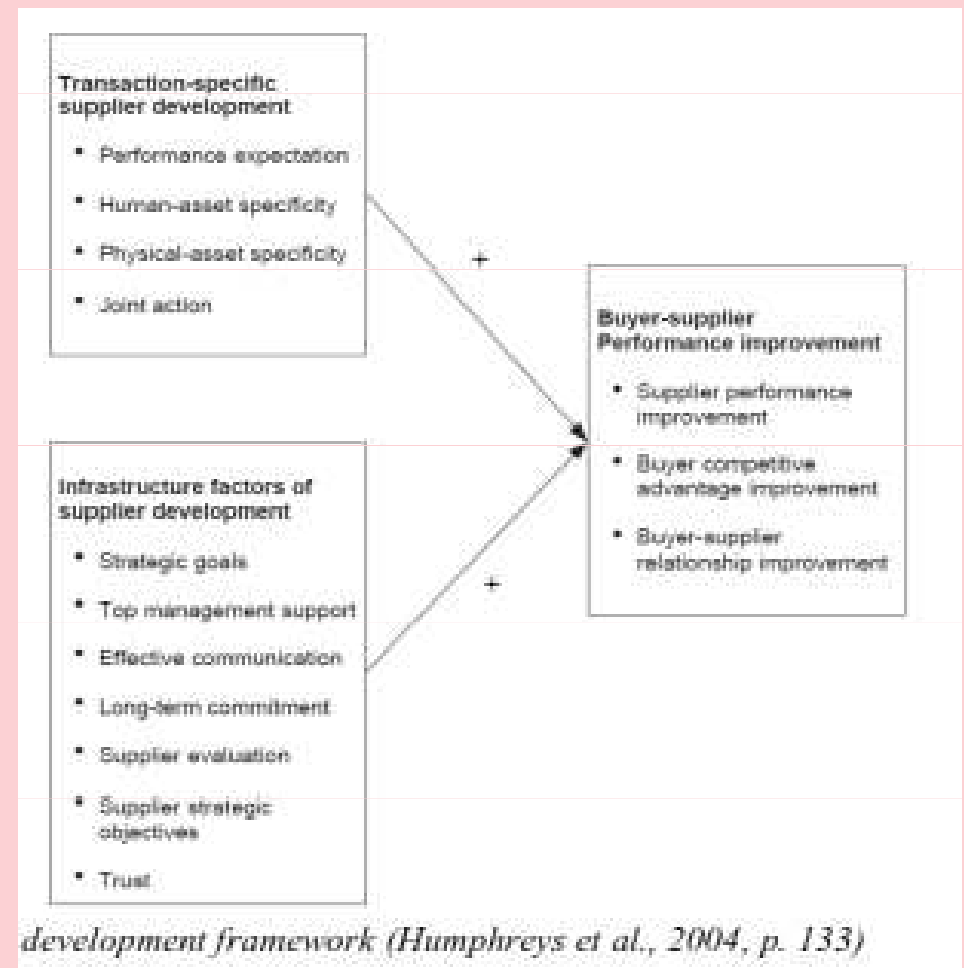 Transaction-specific
supplier development
• Performance expectation
• Human-asset specificity
• Physical-asset specificity
• Joint action
+
Buyer-supplier
Performance improvement
• Supplier performance
improvement
• Buyer competitive
advantage improvement
• Buyer-supplier
relationship improvement
Infrastructure factors of
supplier development
• Strategic goals
• Top management support
• Effective communication
• Long-term commitment
• Supplier evaluation
• Supplier strategic
objectives
• Trust
+
development framework (Humphreys et al., 2004, p. 133)